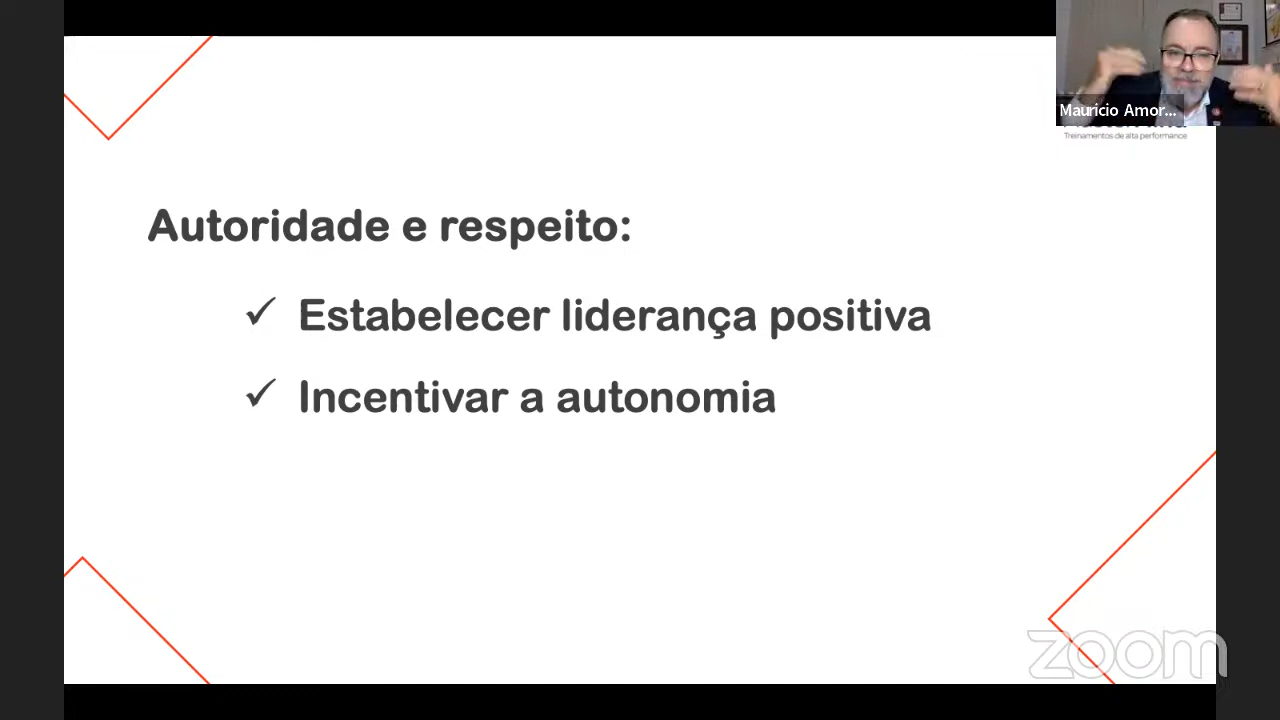 Mauricio Amor...
Treinamentos de alta performance
Autoridade e respeito:
✓ Estabelecer liderança positiva
✓ Incentivar a autonomia
zoom